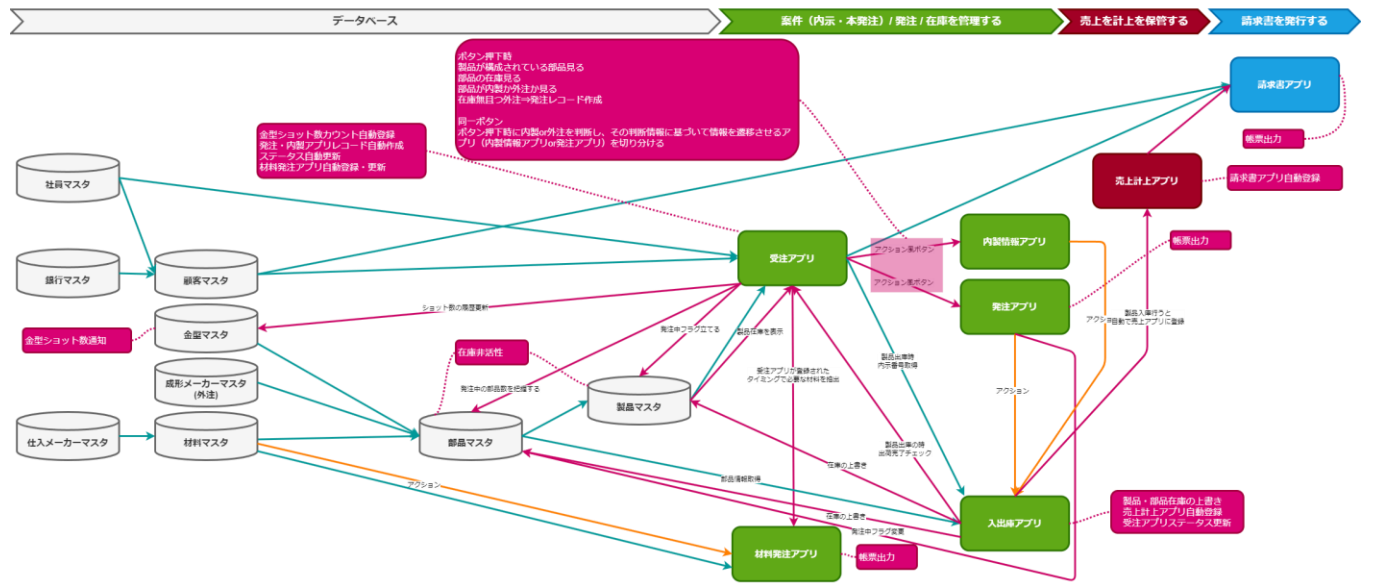 データベース
案件（内示・本発注）/ 発注 / 在庫を管理する
売上を計上を保管する
請求書を発行する
ボタン押下時
製品が構成されている部品見る
部品の在庫見る
部品が内製か外注か見る
在庫無且つ外注⇒発注レコード作成
同一ボタン
ボタン押下時に内製or外注を判断し、その判断情報に基づいて情報を遷移させるア
プリ（内製情報アプリor発注アプリ）を切り分ける
請求書アプリ
帳票出力
金型ショット数カウント自動登録
発注・内製アプリレコード自動作成
ステータス自動更新
材料発注アプリ自動登録・更新
社員マスタ
売上計上アプリ
請求書アプリ自動登録
銀行マスタ
顧客マスタ
受注アプリ
アクション風ボタン
アクション風ボタン
内製情報アプリ
帳票出力
発注アプリ
ショット数の履歴更新
金型マスタ
金型ショット数通知
発注中フラグ立てる
製品在庫を表示
アクション
製品入庫行うと
自動で売上アプリに登録
在庫非活性
製品出庫時
内示番号取得
成形メーカーマスタ
(外注)
発注中の部品数を把握する
受注アプリが登録された
タイミングで必要な材料を抽出
アクション
製品マスタ
仕入メーカーマスタ
材料マスタ
部品マスタ
製品出庫の時
出荷完了チェック
在庫の上書き
部品情報取得
アクション
在庫の上書き
発注中フラグ変更
入出庫アプリ
製品・部品在庫の上書き
売上計上アプリ自動登録
受注アプリステータス更新
材料発注アプリ
帳票出力